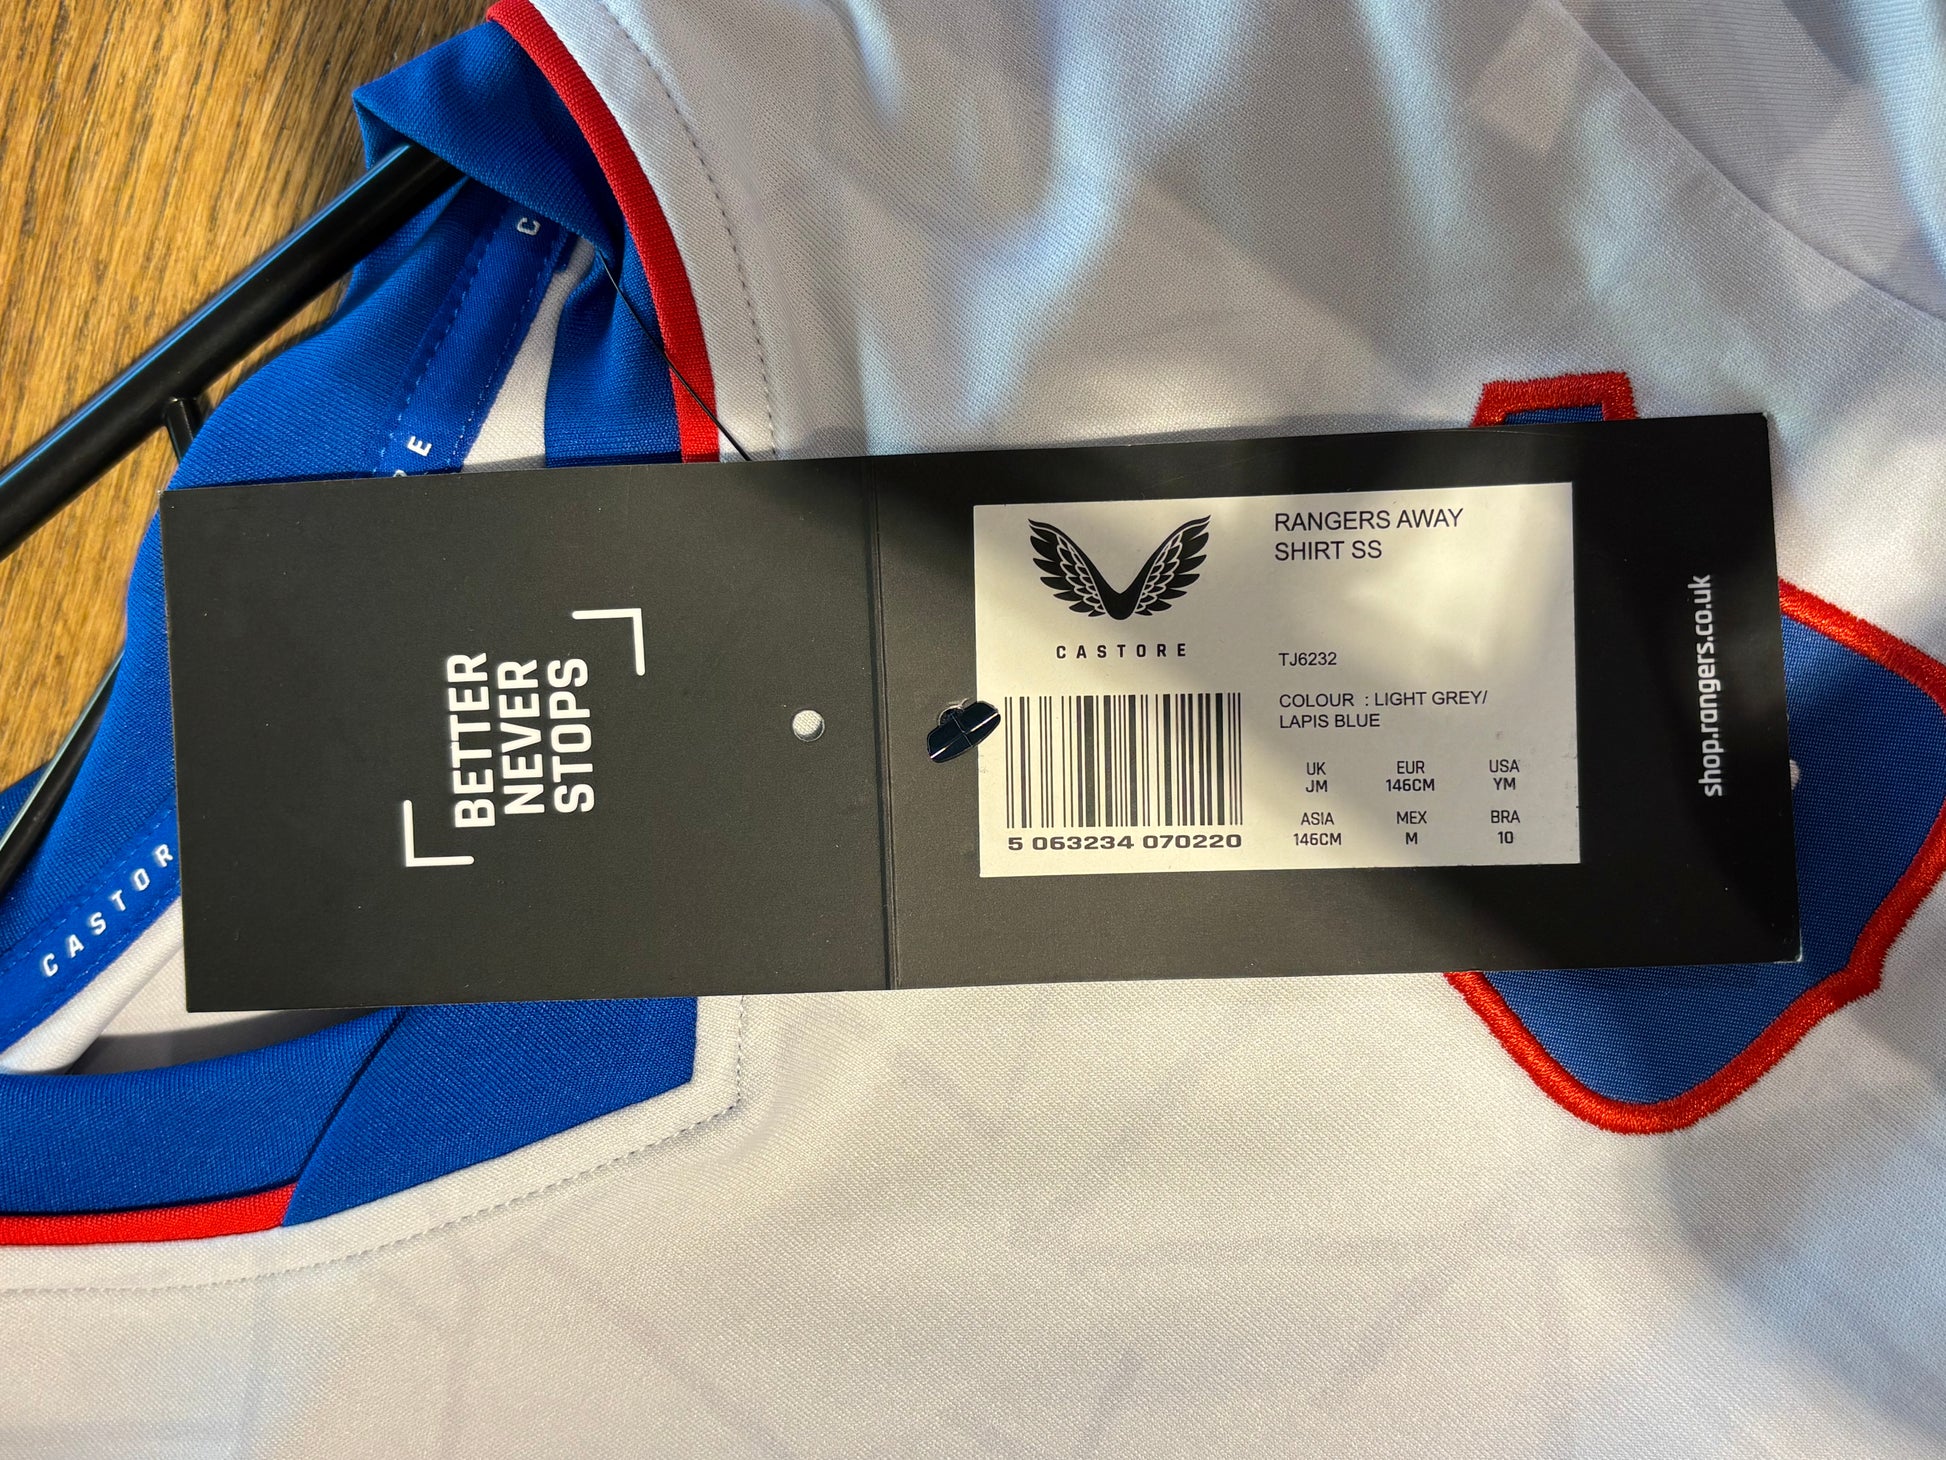 BETTER
NEVER
STOPS
CASTORE
RANGERS AWAY
SHIRT SS
TJ6232
COLOUR : LIGHT GREY/
LAPIS BLUE
UK EUR USA
JM 146CM YM
ASIA MEX BRA
146CM M 10
5 063234 070220
shop.rangers.co.uk
C
E
CASTOR